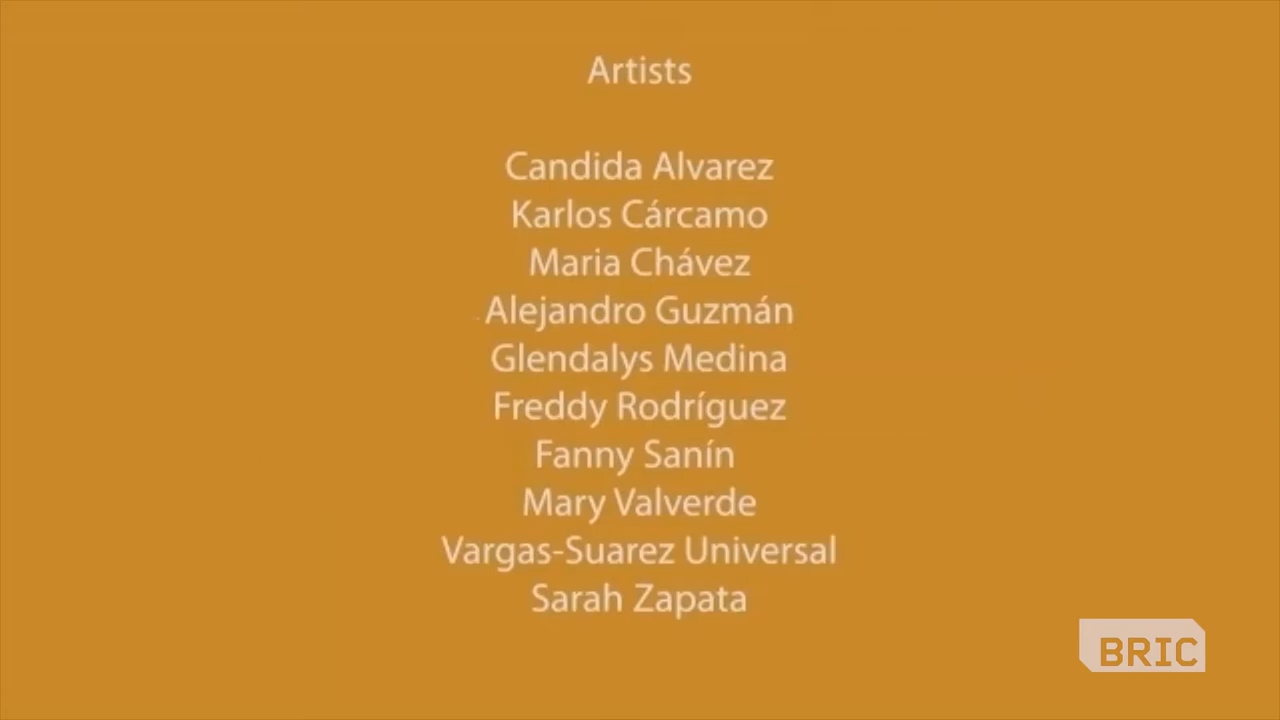 Artists
Candida Alvarez
Karlos Cárcamo
Maria Chávez
Alejandro Guzmán
Glendalys Medina
Freddy Rodríguez
Fanny Sanín
Mary Valverde
Vargas-Suarez Universal
Sarah Zapata
BRIC